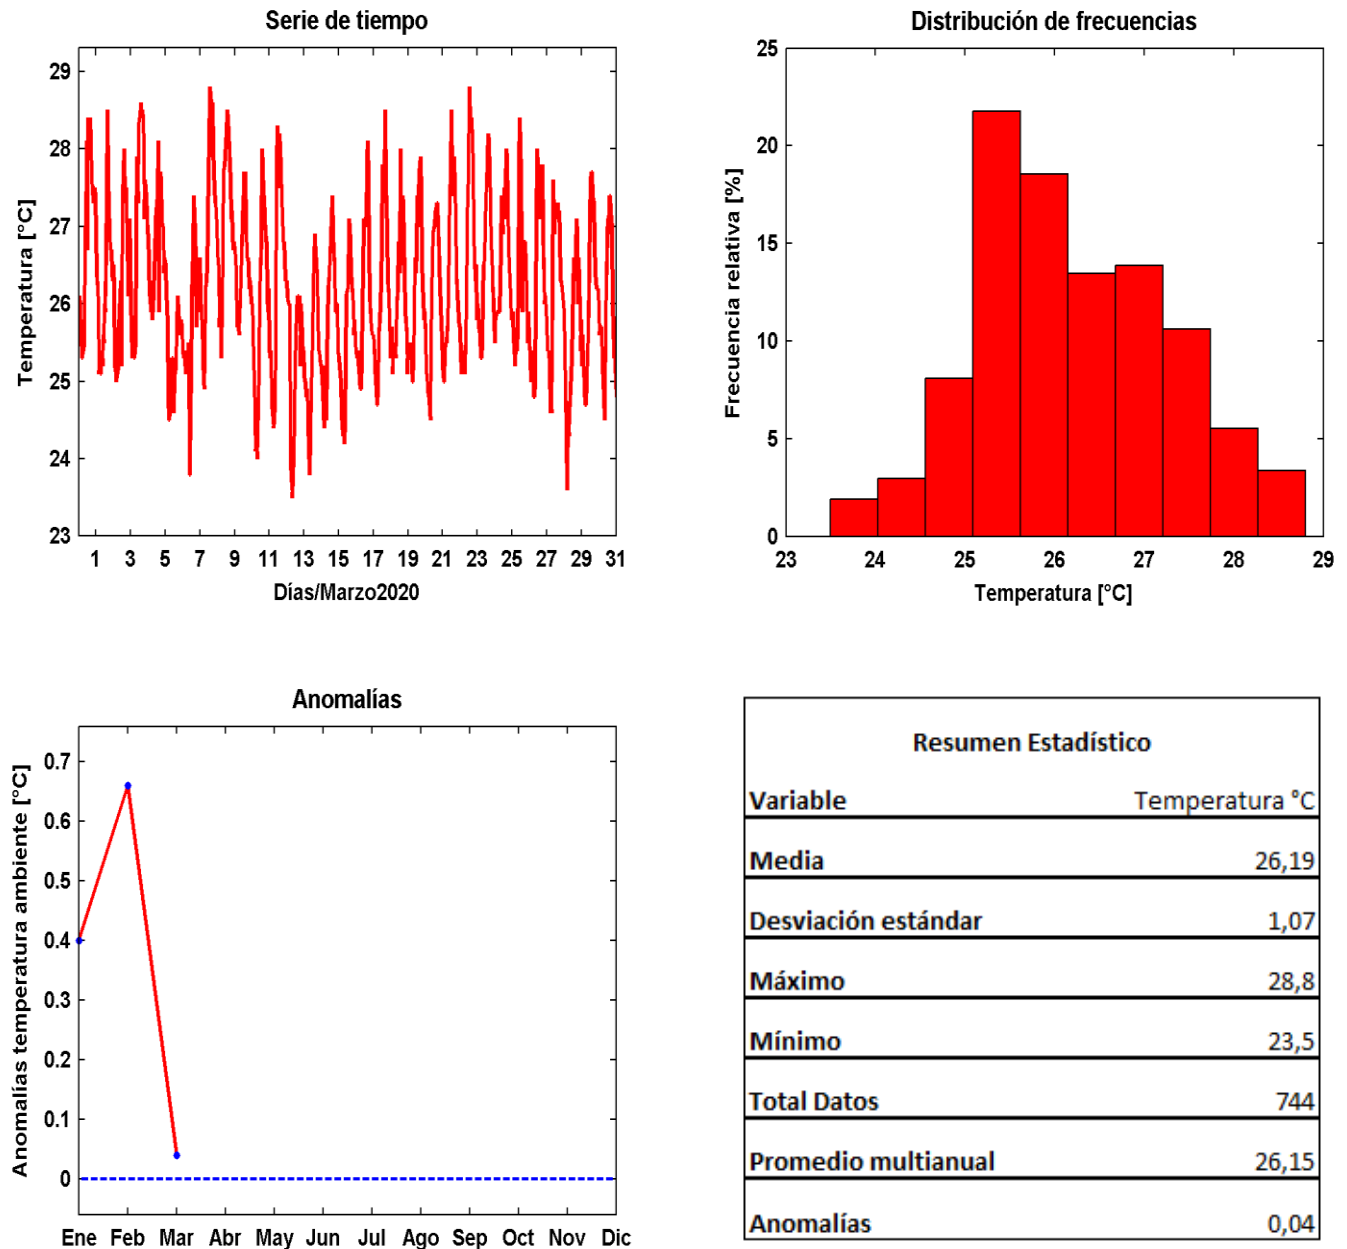 Serie de tiempo
Temperatura [°C]
29
28
27
26
25
24
23
1 3 5 7 9 11 13 15 17 19 21 23 25 27 29 31
Días/Marzo2020
Distribución de frecuencias
Frecuencia relativa [%]
25
20
15
10
5
0
23 24 25 26 27 28 29
Temperatura [°C]
Anomalías
Anomalías temperatura ambiente [°C]
0.7
0.6
0.5
0.4
0.3
0.2
0.1
0
Ene Feb Mar Abr May Jun Jul Ago Sep Oct Nov Dic
Resumen Estadístico
Variable Temperatura °C
Media 26,19
Desviación estándar 1,07
Máximo 28,8
Mínimo 23,5
Total Datos 744
Promedio multianual 26,15
Anomalías 0,04